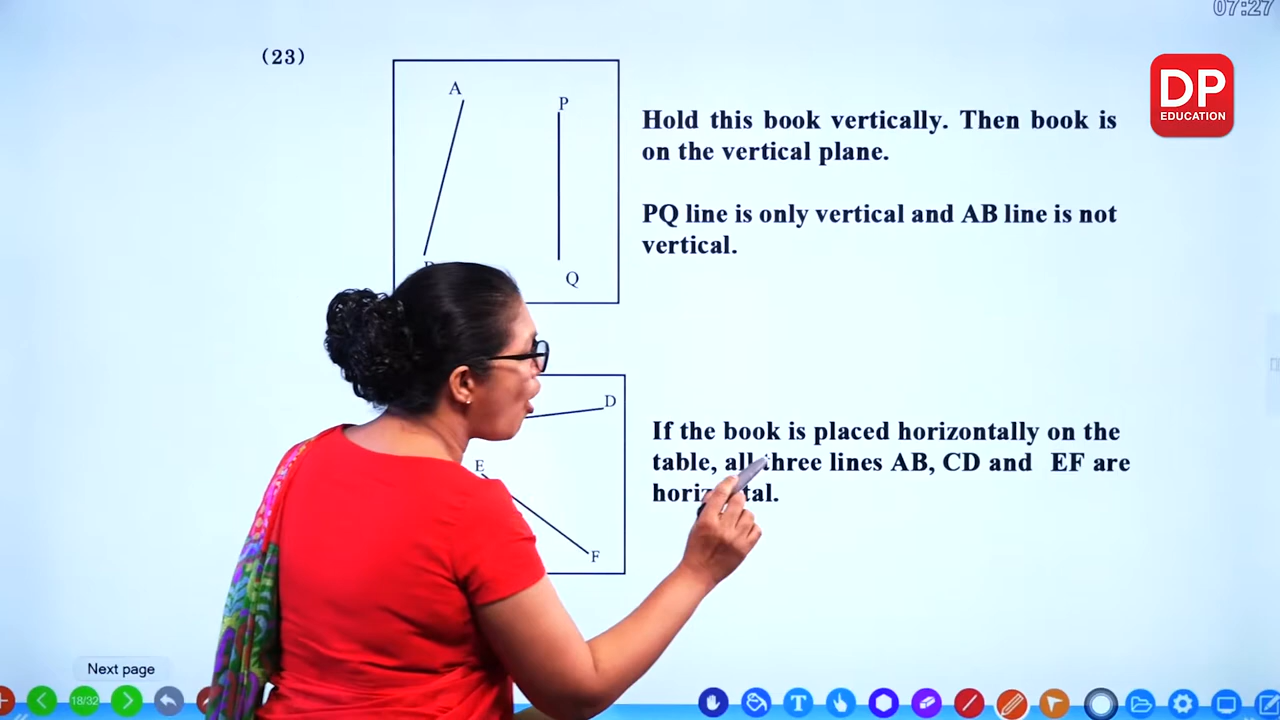 07:27
(23)
DP
EDUCATION
A
P
Hold this book vertically. Then book is
on the vertical plane.
PQ line is only vertical and AB line is not
vertical.
Q
D
If the book is placed horizontally on the
table, all three lines AB, CD and EF are
E
F
Next page
18/32
T